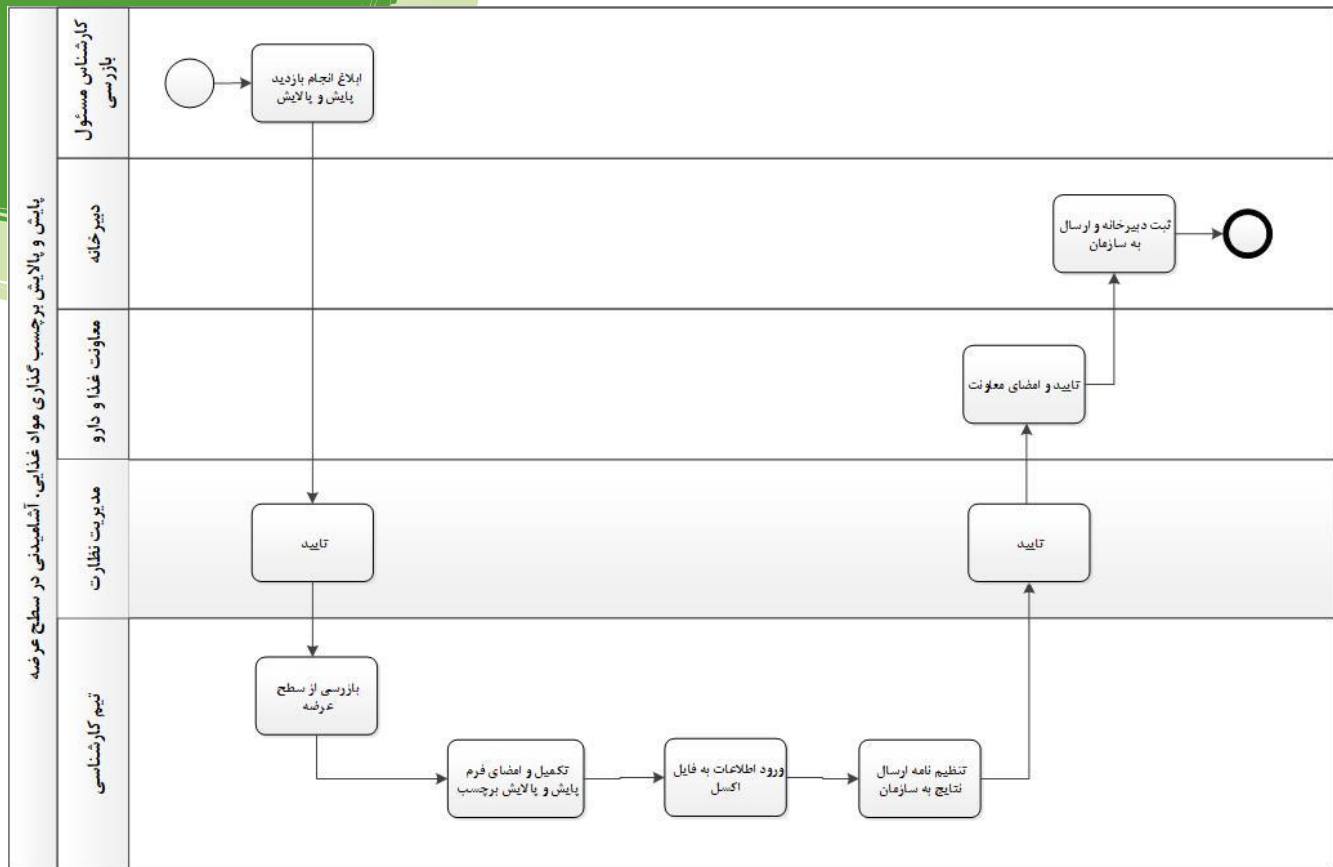 پایش و پالایش برچسب گذاری مواد غذایی. آشامیدنی در سطح عرضه
کارشناس مسئول
بازرسی
ابلاغ انجام بازدید
پایش و پالایش
دبیرخانه
ثبت دبیرخانه و ارسال
به سازمان
معاونت غذا و دارو
تایید و امضای معاونت
مدیریت نظارت
تایید
تایید
تیم کارشناسی
بازرسی از سطح
عرضه
تکمیل و امضای فرم
پایش و پالایش برچسب
ورود اطلاعات به فایل
اکسل
تنظیم نامه ارسال
نتایج به سازمان